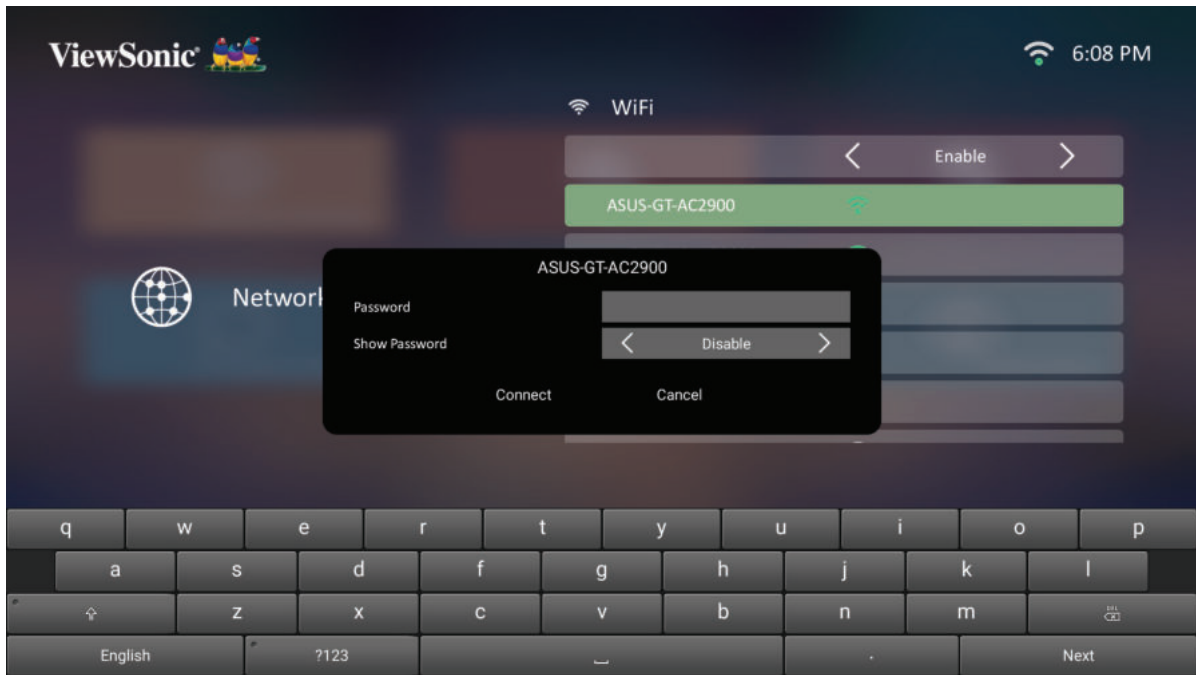 ViewSonic
6:08 PM
WiFi
Enable
ASUS-GT-AC2900
ASUS-GT-AC2900
Network
Password
Show Password Disable
Connect Cancel
q w e r t y u i o p
a s d f g h j k l
z x c v b n m
English ?123 . Next